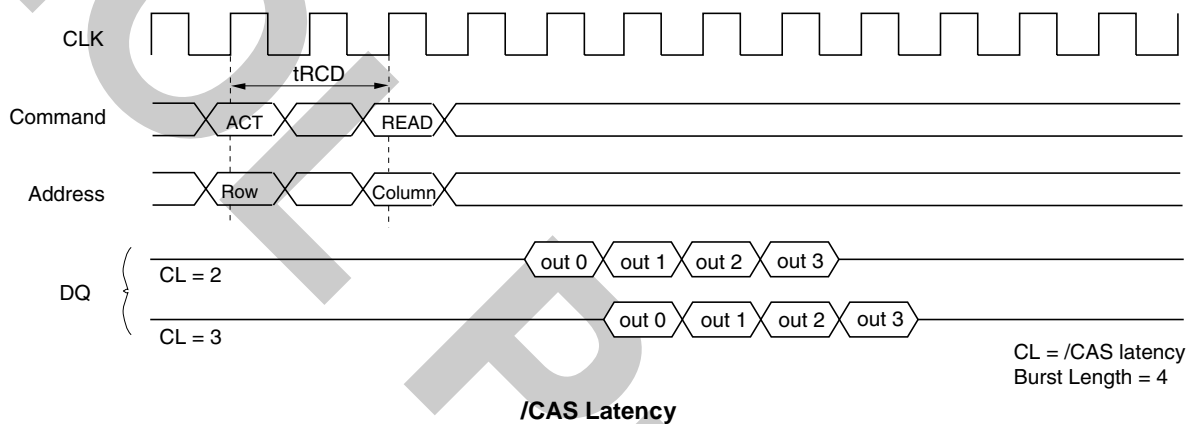 CLK
tRCD
Command ACT READ
Address Row Column
CL = 2 out 0 out 1 out 2 out 3
DQ
CL = 3 out 0 out 1 out 2 out 3
CL = /CAS latency
Burst Length = 4
/CAS Latency